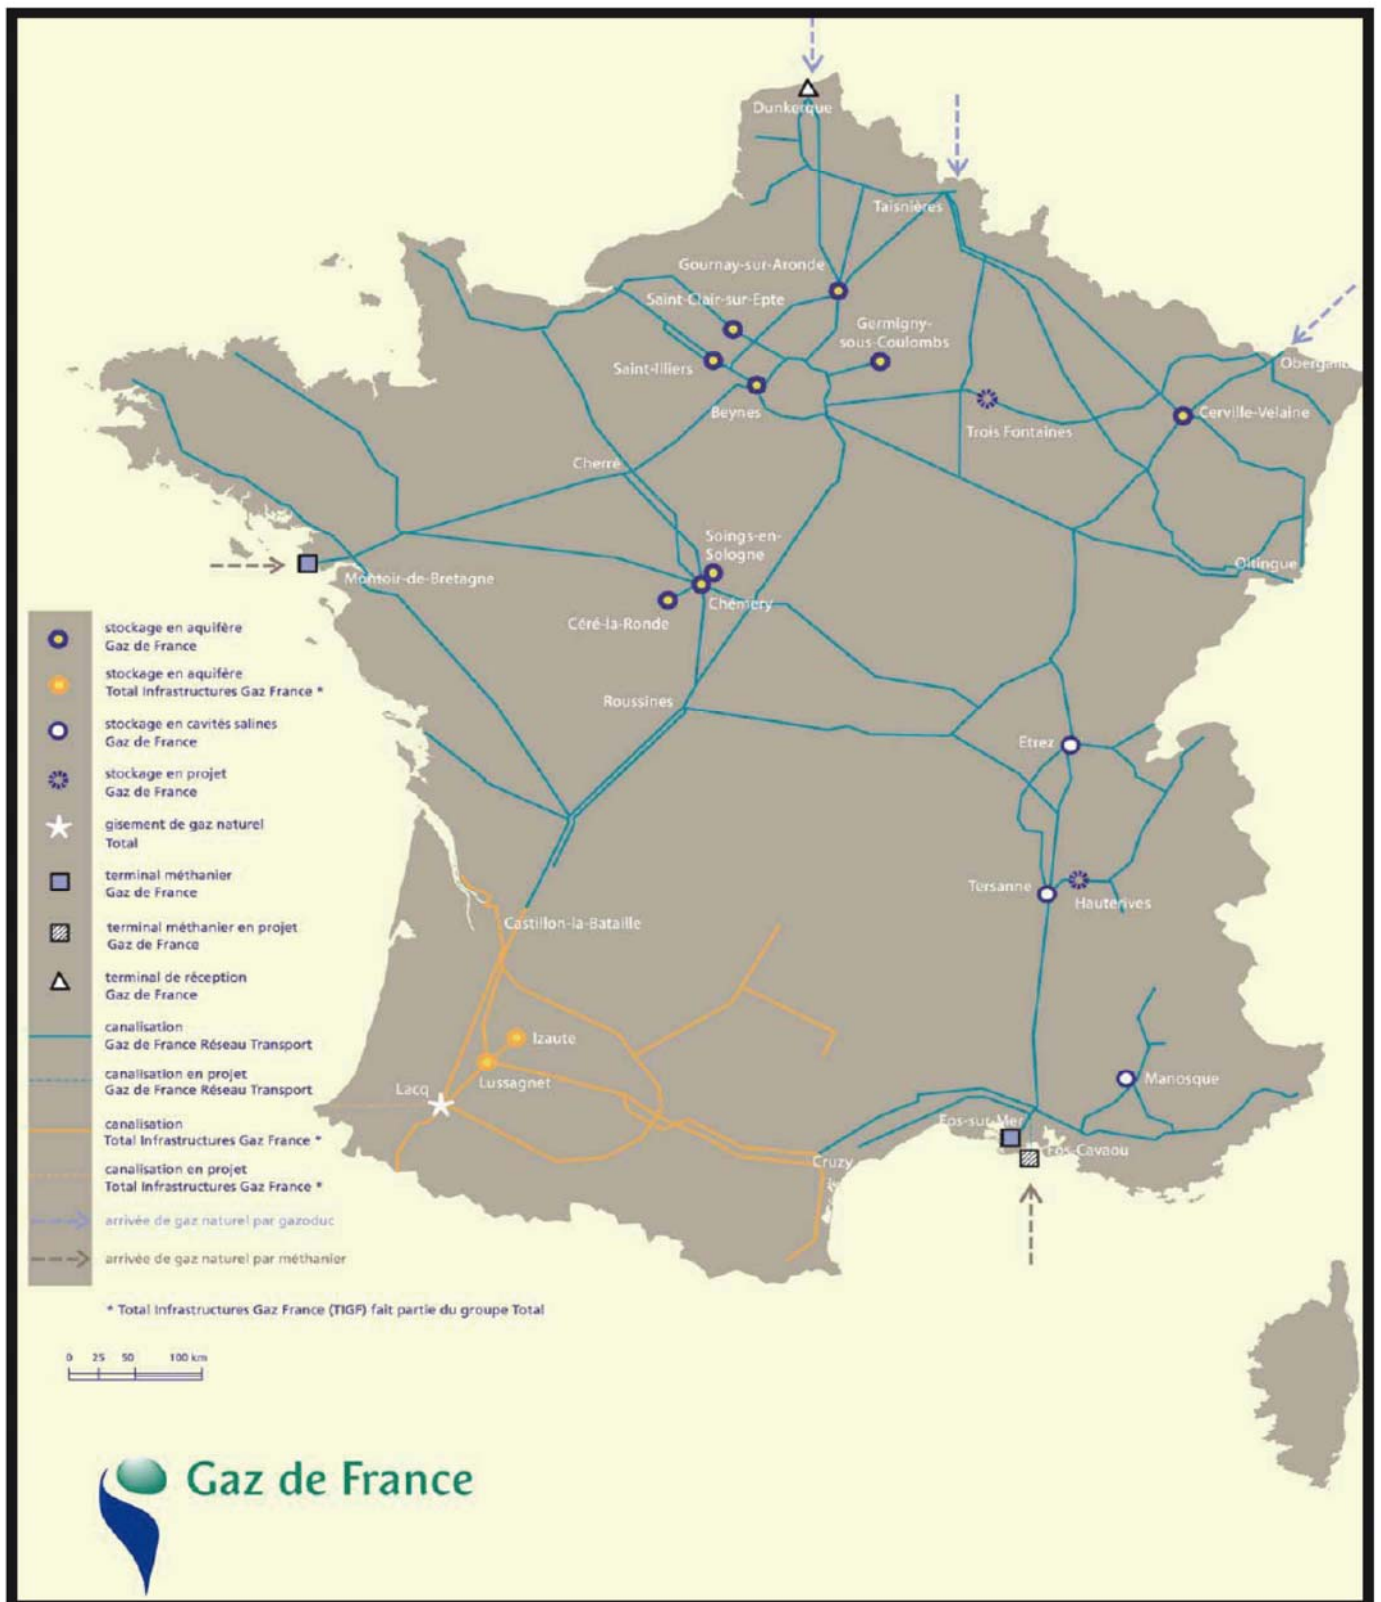 Dunkerque
Taisnières
Gournay-sur-Aronde
Saint-Clair-sur-Epte
Germigny-
sous-Coulombs
Saint-Illiers
Obergailb
Beynes
Cerville-Velaine
Trois Fontaines
Cherré
Soings-en-
Sologne
Oltingue
Montoir-de-Bretagne
Chémery
Céré-la-Ronde
Roussines
Etrez
Tersanne
Hauterives
Castillon-la-Bataille
Izaute
Lussagnet
Lacq
Manosque
Fos-sur-Mer
Fos-Cavaou
Cruzy
stockage en aquifère
Gaz de France
stockage en aquifère
Total Infrastructures Gaz France *
stockage en cavités salines
Gaz de France
stockage en projet
Gaz de France
gisement de gaz naturel
Total
terminal méthanier
Gaz de France
terminal méthanier en projet
Gaz de France
terminal de réception
Gaz de France
canalisation
Gaz de France Réseau Transport
canalisation en projet
Gaz de France Réseau Transport
canalisation
Total Infrastructures Gaz France *
canalisation en projet
Total Infrastructures Gaz France *
arrivée de gaz naturel par gazoduc
arrivée de gaz naturel par méthanier
* Total Infrastructures Gaz France (TIGF) fait partie du groupe Total
0 25 50 100 km
Gaz de France